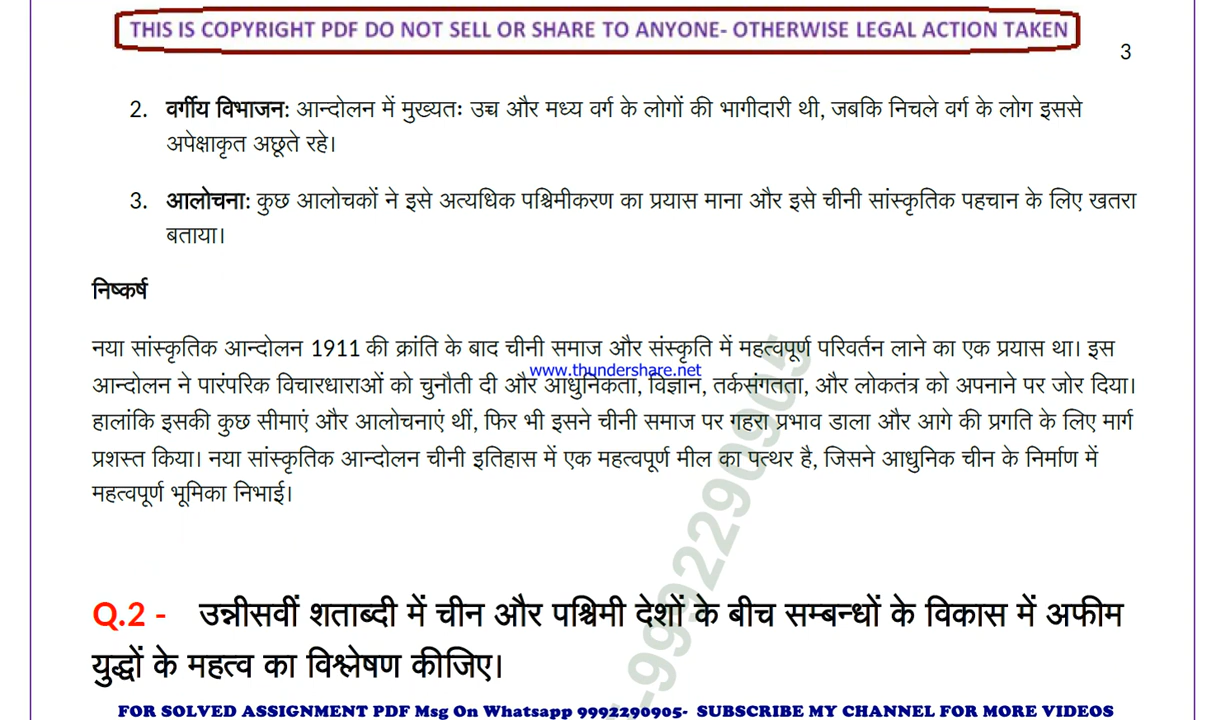 THIS IS COPYRIGHT PDF DO NOT SELL OR SHARE TO ANYONE- OTHERWISE LEGAL ACTION TAKEN
3
2. वर्गीय विभाजन: आन्दोलन में मुख्यतः उच्च और मध्य वर्ग के लोगों की भागीदारी थी, जबकि निचले वर्ग के लोग इससे
अपेक्षाकृत अछूते रहे।
3. आलोचना: कुछ आलोचकों ने इसे अत्यधिक पश्चिमीकरण का प्रयास माना और इसे चीनी सांस्कृतिक पहचान के लिए खतरा
बताया।
निष्कर्ष
नया सांस्कृतिक आन्दोलन 1911 की क्रांति के बाद चीनी समाज और संस्कृति में महत्वपूर्ण परिवर्तन लाने का एक प्रयास था। इस
www.thundershare.net
आन्दोलन ने पारंपरिक विचारधाराओं को चुनौती दी और आधुनिकता, विज्ञान, तर्कसंगतता, और लोकतंत्र को अपनाने पर जोर दिया।
हालांकि इसकी कुछ सीमाएं और आलोचनाएं थीं, फिर भी इसने चीनी समाज पर गहरा प्रभाव डाला और आगे की प्रगति के लिए मार्ग
प्रशस्त किया। नया सांस्कृतिक आन्दोलन चीनी इतिहास में एक महत्वपूर्ण मील का पत्थर है, जिसने आधुनिक चीन के निर्माण में
महत्वपूर्ण भूमिका निभाई।
-9992290905
Q.2 - उन्नीसवीं शताब्दी में चीन और पश्चिमी देशों के बीच सम्बन्धों के विकास में अफीम
युद्धों के महत्व का विश्लेषण कीजिए।
FOR SOLVED ASSIGNMENT PDF Msg On Whatsapp 9992290905- SUBSCRIBE MY CHANNEL FOR MORE VIDEOS